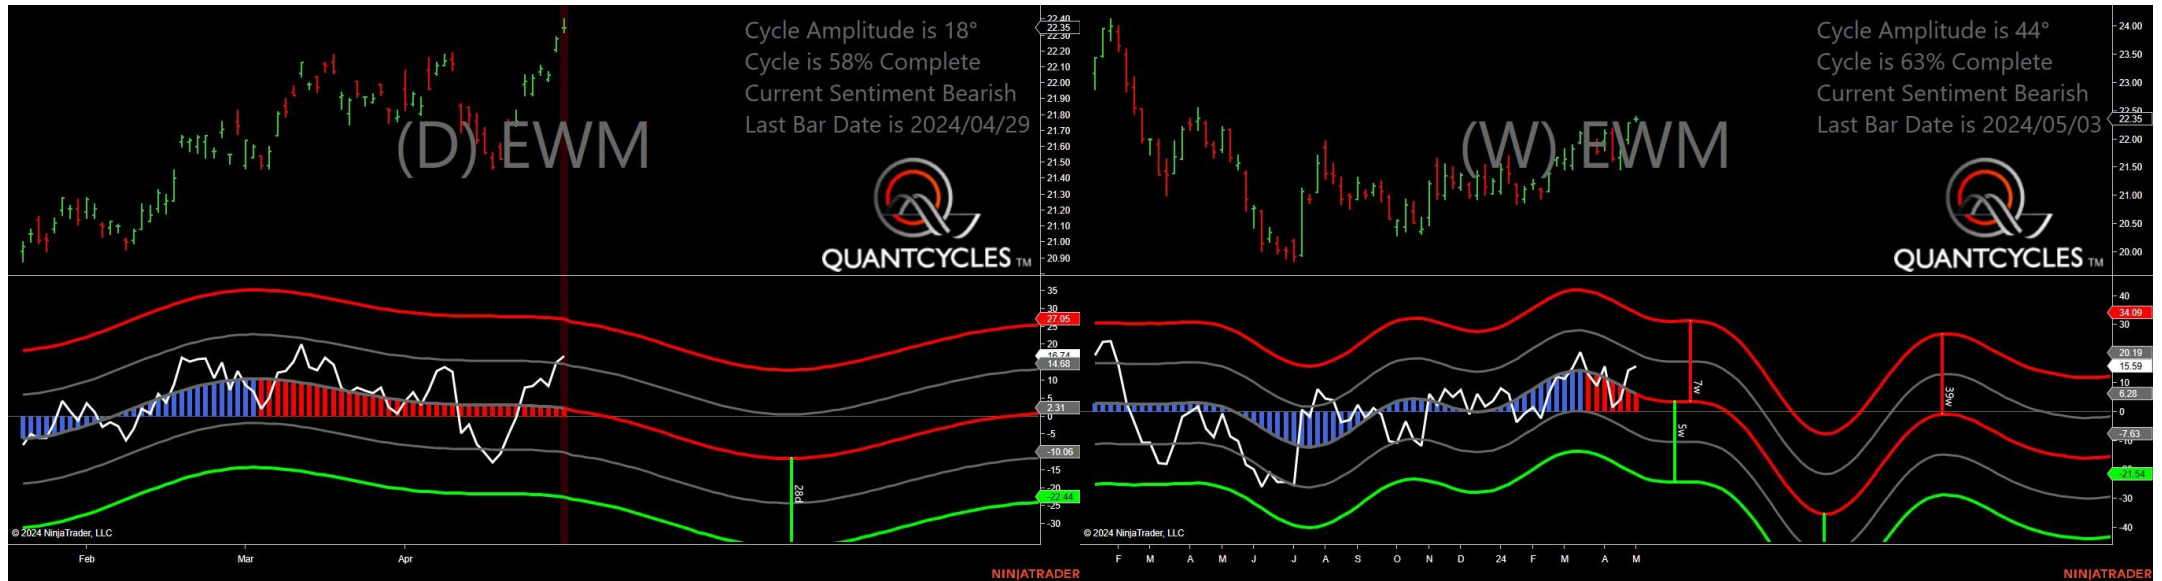 Cycle Amplitude is 18°
Cycle is 58% Complete
Current Sentiment Bearish
Last Bar Date is 2024/04/29
(D) EWM
QUANTCYCLES TM
22.40
22.35
22.30
22.20
22.10
22.00
21.90
21.80
21.70
21.60
21.50
21.40
21.30
21.20
21.10
21.00
20.90
35
27.05
25
20
16.74
14.68
10
5
2.31
0
-5
-10.06
-15
-20
-22.44
-25
-30
28d
© 2024 NinjaTrader, LLC
Feb
Mar
Apr
NINJATRADER
Cycle Amplitude is 44°
Cycle is 63% Complete
Current Sentiment Bearish
Last Bar Date is 2024/05/03
(W) EWM
QUANTCYCLES TM
24.00
23.50
23.00
22.50
22.35
22.00
21.50
21.00
20.50
20.00
40
34.09
30
20.19
15.59
10
6.28
0
-7.63
-21.54
-30
-40
7w
5w
39w
© 2024 NinjaTrader, LLC
F M A M J J A S O N D 24 F M A M
NINJATRADER